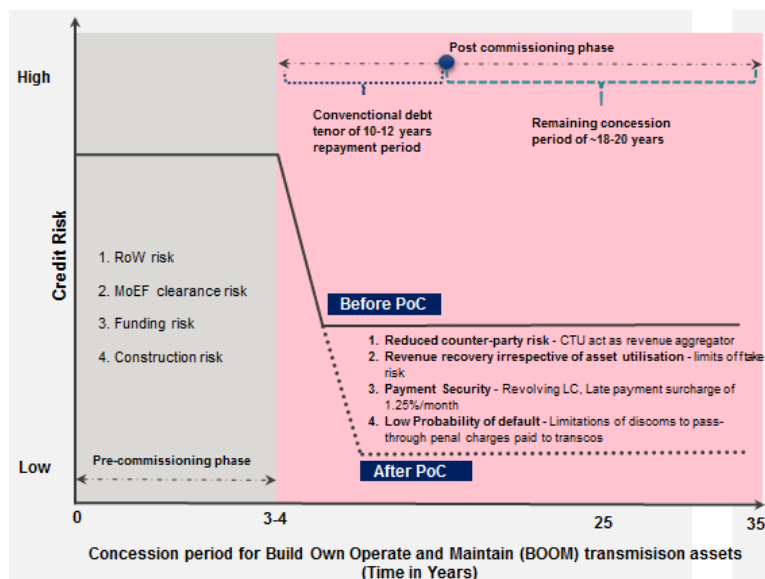 Post commissioning phase
High
Convenctional debt
tenor of 10-12 years
repayment period
Remaining concession
period of ~18-20 years
Credit Risk
1. RoW risk
2. MoEF clearance risk
3. Funding risk
4. Construction risk
Before PoC
1. Reduced counter-party risk - CTU act as revenue aggregator
2. Revenue recovery irrespective of asset utilisation - limits offtake
risk
3. Payment Security - Revolving LC, Late payment surcharge of
1.25%/month
4. Low Probability of default - Limitations of discoms to pass-
through penal charges paid to transcos
Low
Pre-commissioning phase
After PoC
0
3-4
25
35
Concession period for Build Own Operate and Maintain (BOOM) transmisison assets
(Time in Years)